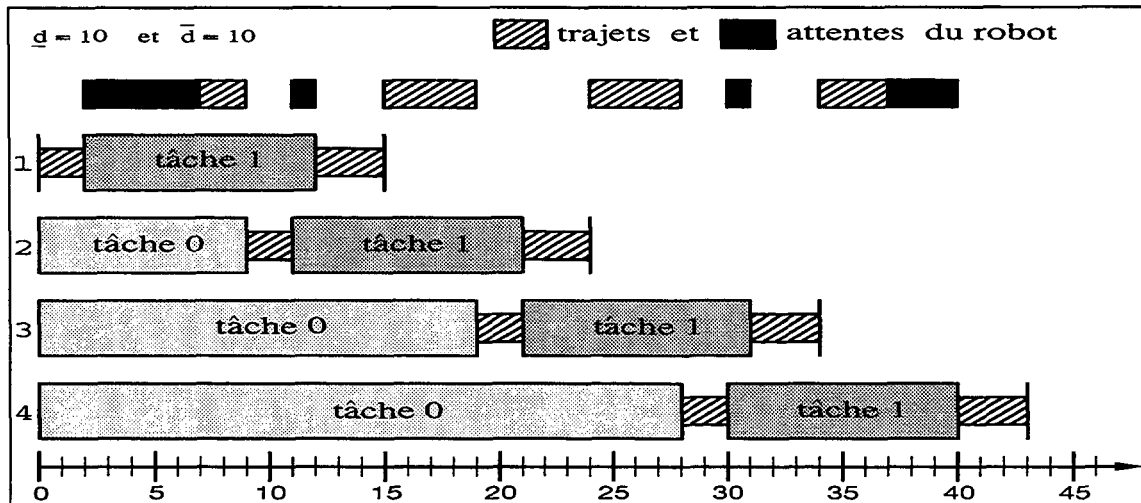 d = 10 et d = 10
trajets et attentes du robot
1 tâche 1
2 tâche 0 tâche 1
3 tâche 0 tâche 1
4 tâche 0 tâche 1
0 5 10 15 20 25 30 35 40 45